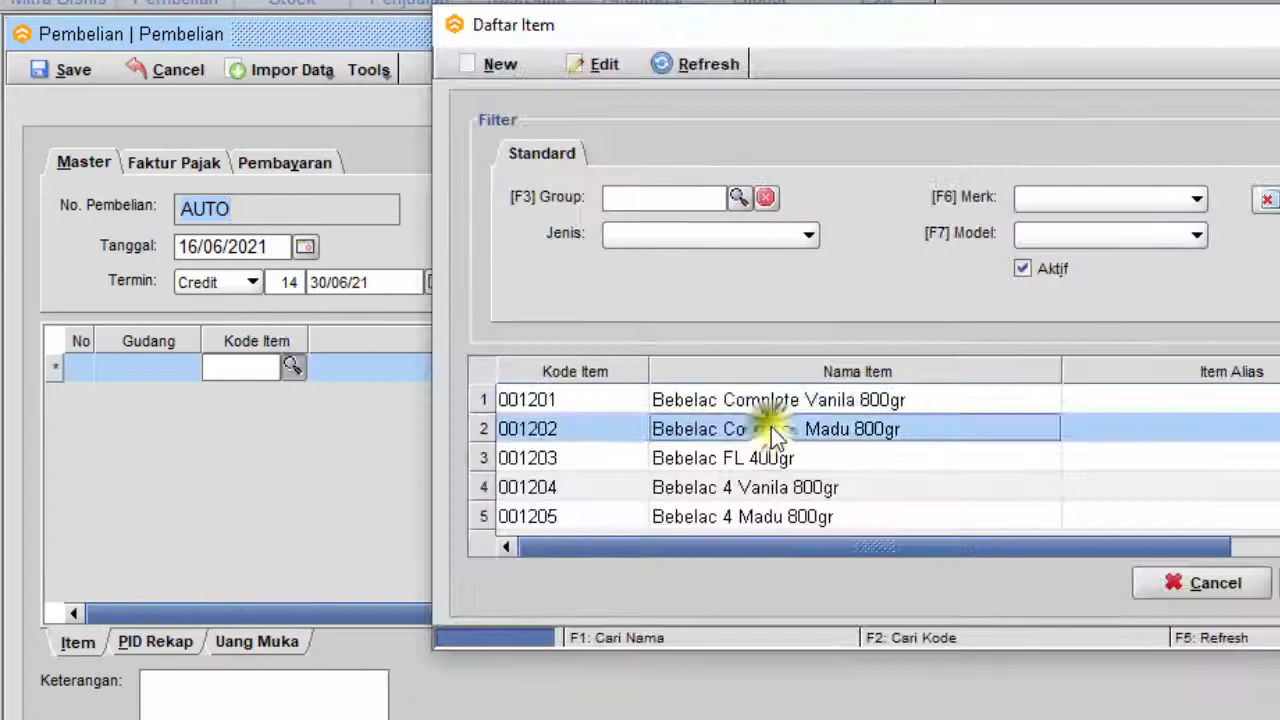 Pembelian | Pembelian
Save Cancel Impor Data Tools
Master Faktur Pajak Pembayaran
No. Pembelian: AUTO
Tanggal: 16/06/2021
Termin: Credit 14 30/06/21
No Gudang Kode Item
*
Item PID Rekap Uang Muka
Keterangan:
Daftar Item
New Edit Refresh
Filter
Standard
[F3] Group: [F6] Merk:
Jenis: [F7] Model:
Aktif
Kode Item Nama Item Item Alias
1 001201 Bebelac Complete Vanila 800gr
2 001202 Bebelac Madu 800gr
3 001203 Bebelac FL 400gr
4 001204 Bebelac 4 Vanila 800gr
5 001205 Bebelac 4 Madu 800gr
Cancel
F1: Cari Nama F2: Cari Kode F5: Refresh